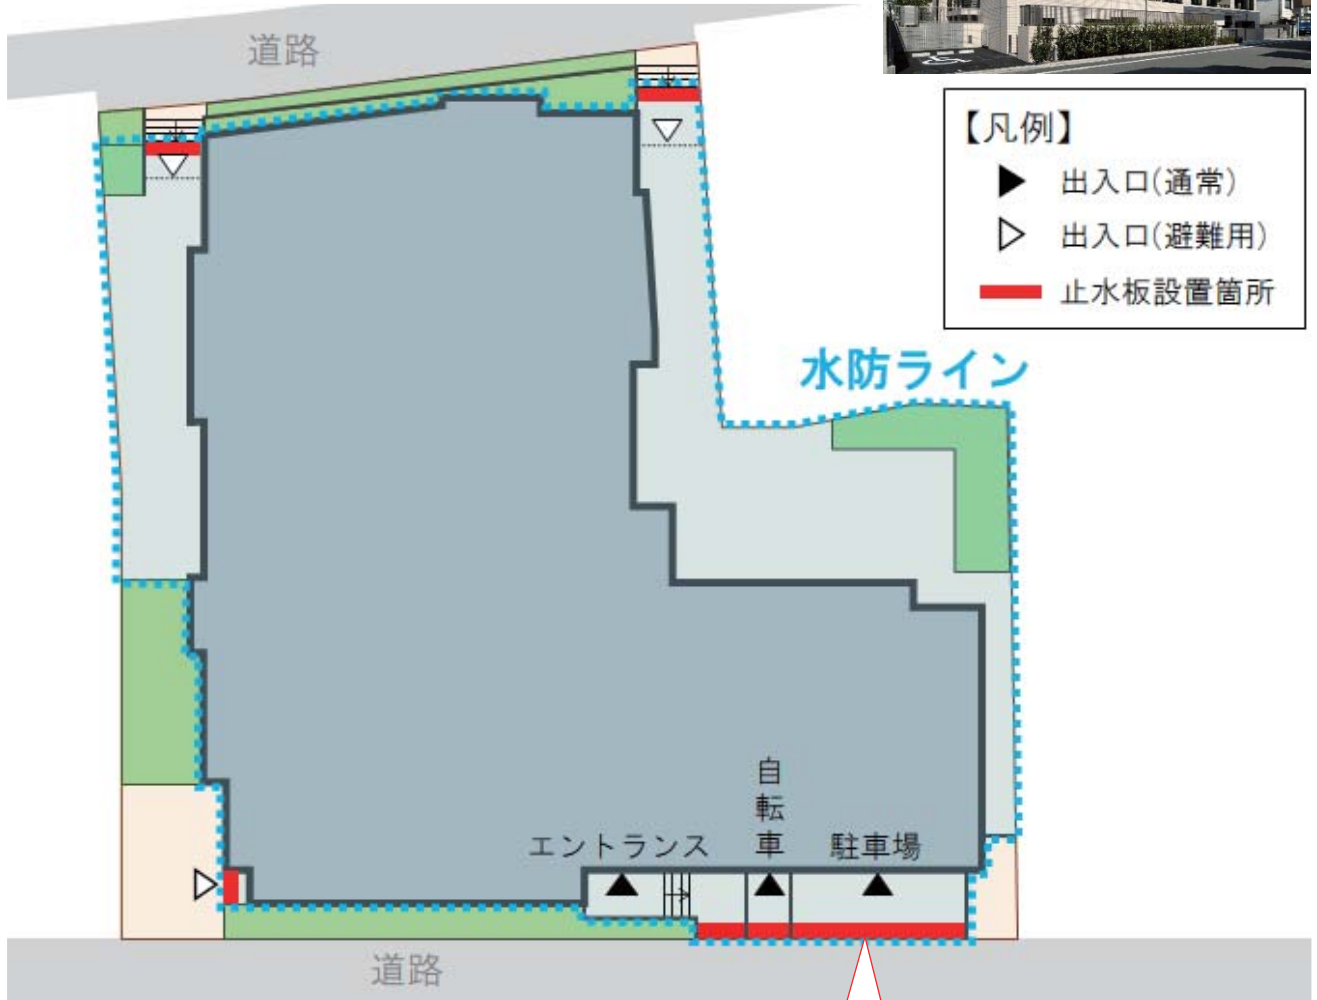 道路
【凡例】
出入口(通常)
出入口(避難用)
止水板設置箇所
水防ライン
自転車
エントランス
駐車場
道路